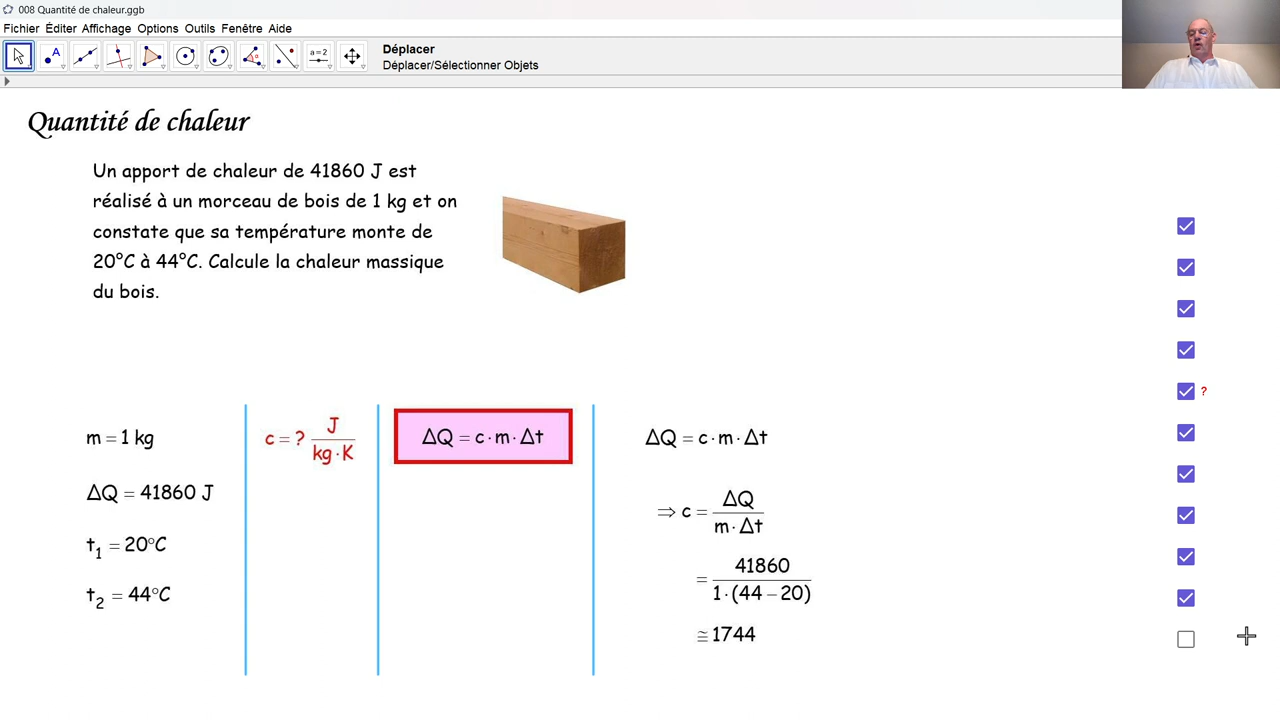 008 Quantité de chaleur.ggb
Fichier Éditer Affichage Options Outils Fenêtre Aide
A
a=2
Déplacer
Déplacer/Sélectionner Objets
Quantité de chaleur
Un apport de chaleur de 41860 J est
réalisé à un morceau de bois de 1 kg et on
constate que sa température monte de
20°C à 44°C. Calcule la chaleur massique
du bois.
?
m = 1 kg
ΔQ = 41860 J
t₁ = 20°C
t₂ = 44°C
c = ? J / kg·K
ΔQ = c·m·Δt
ΔQ = c·m·Δt
⇒ c = ΔQ / m·Δt
= 41860 / 1·(44 – 20)
≅ 1744